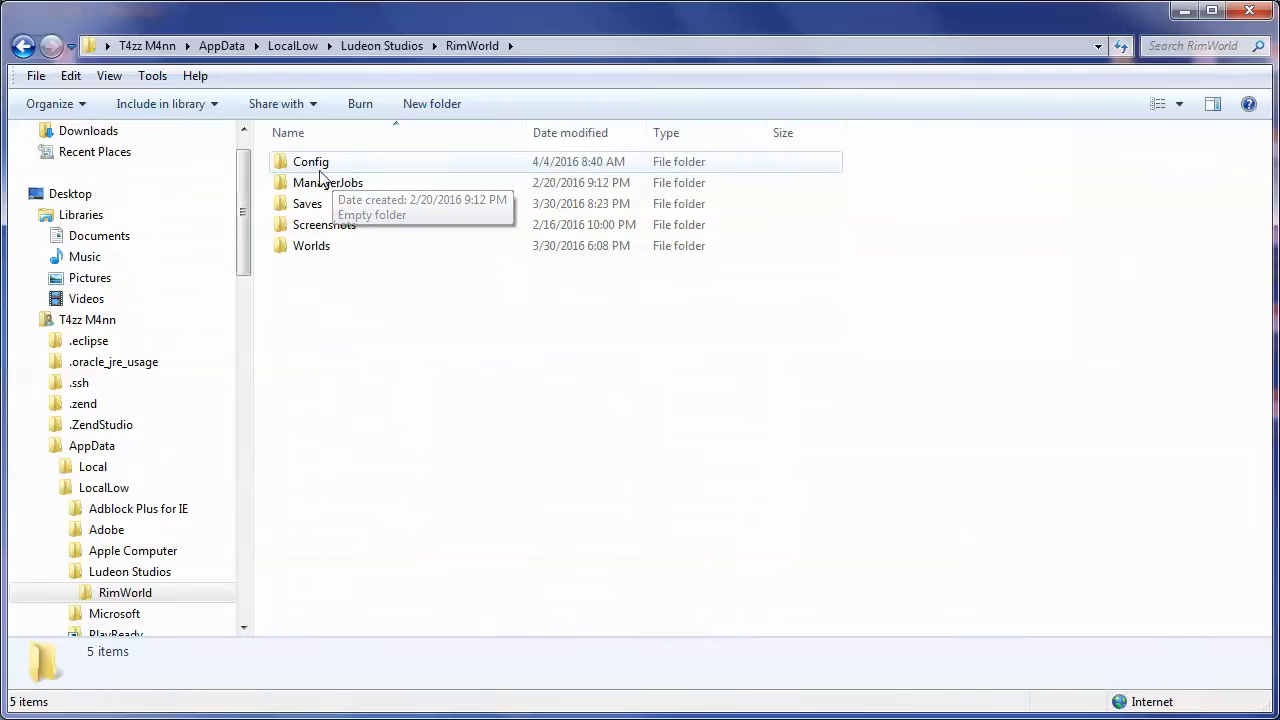 T4zz M4nn AppData LocalLow Ludeon Studios RimWorld Search RimWorld
File Edit View Tools Help
Organize Include in library Share with Burn New folder
Downloads
Recent Places
Desktop
Libraries
Documents
Music
Pictures
Videos
T4zz M4nn
.eclipse
.oracle_jre_usage
.ssh
.zend
.ZendStudio
AppData
Local
LocalLow
Adblock Plus for IE
Adobe
Apple Computer
Ludeon Studios
RimWorld
Microsoft
PlayReady
Name Date modified Type Size
Config 4/4/2016 8:40 AM File folder
ManagerJobs 2/20/2016 9:12 PM File folder
Saves 3/30/2016 8:23 PM File folder
Screenshots 2/16/2016 10:00 PM File folder
Worlds 3/30/2016 6:08 PM File folder
Date created: 2/20/2016 9:12 PM
Empty folder
5 items
5 items Internet